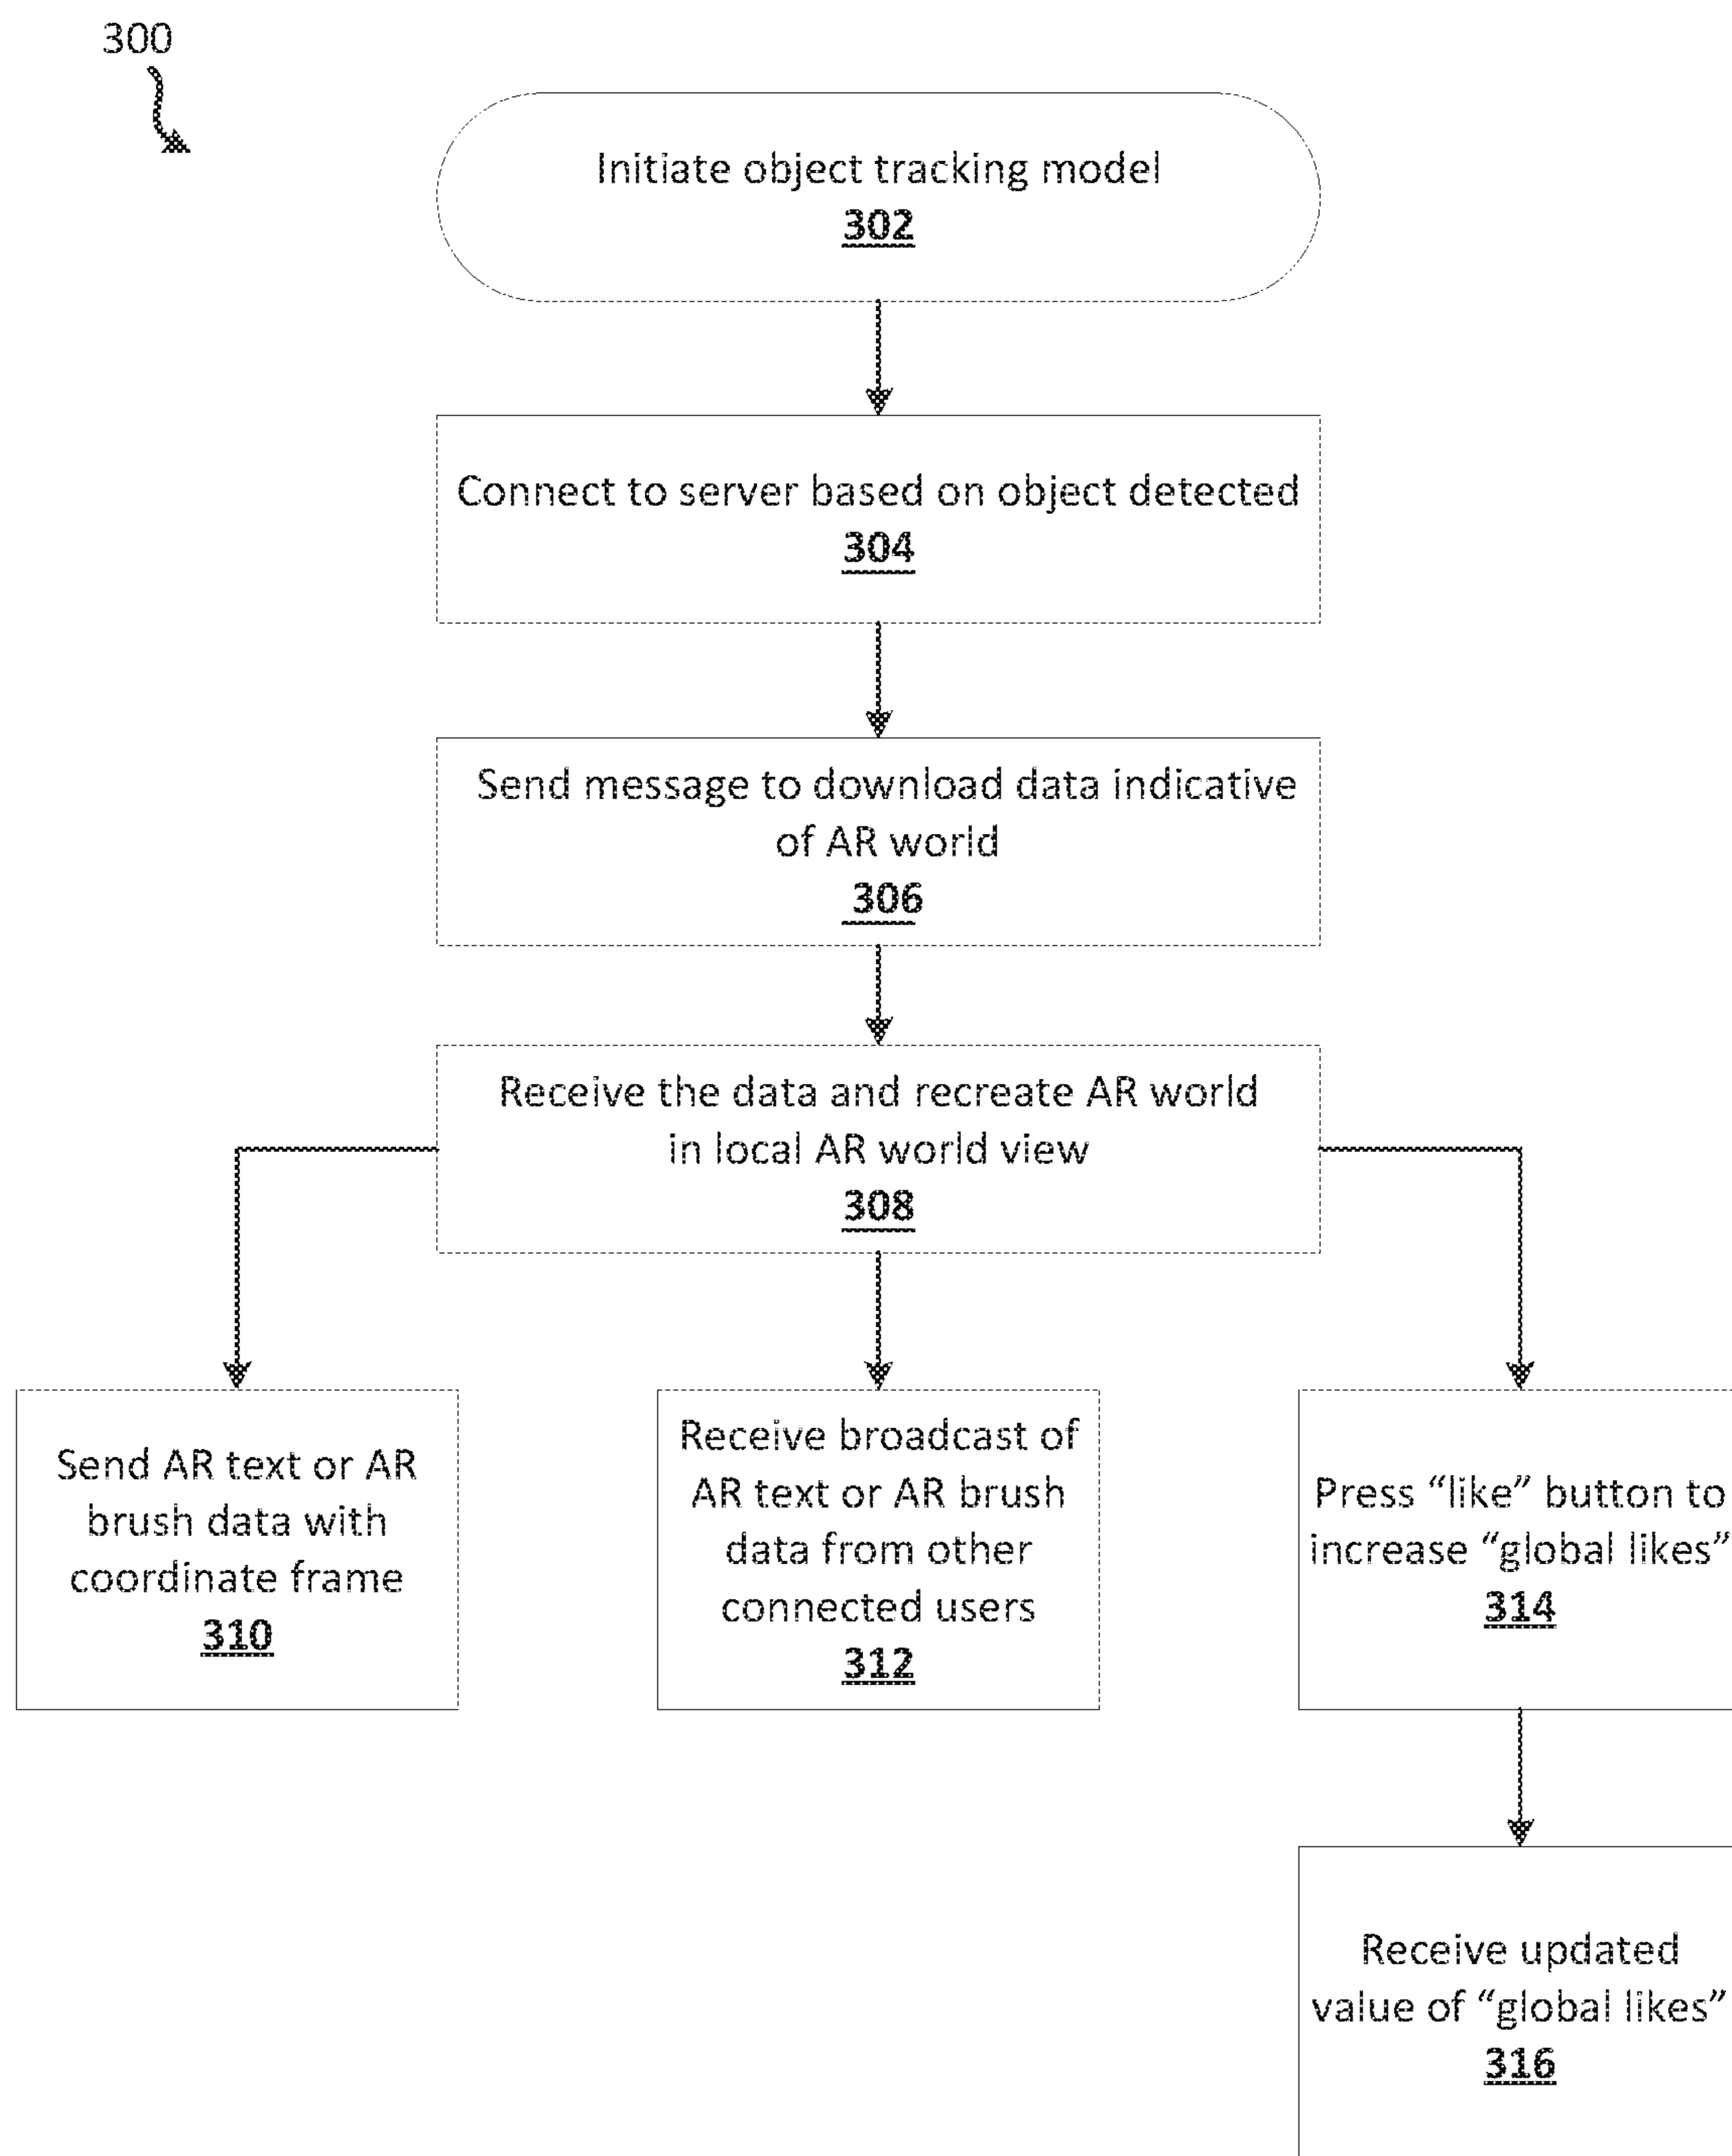 300
Initiate object tracking model
302
Connect to server based on object detected
304
Send message to download data indicative
of AR world
306
Receive the data and recreate AR world
in local AR world view
308
Send AR text or AR
brush data with
coordinate frame
310
Receive broadcast of
AR text or AR brush
data from other
connected users
312
Press “like” button to
increase “global likes”
314
Receive updated
value of “global likes”
316